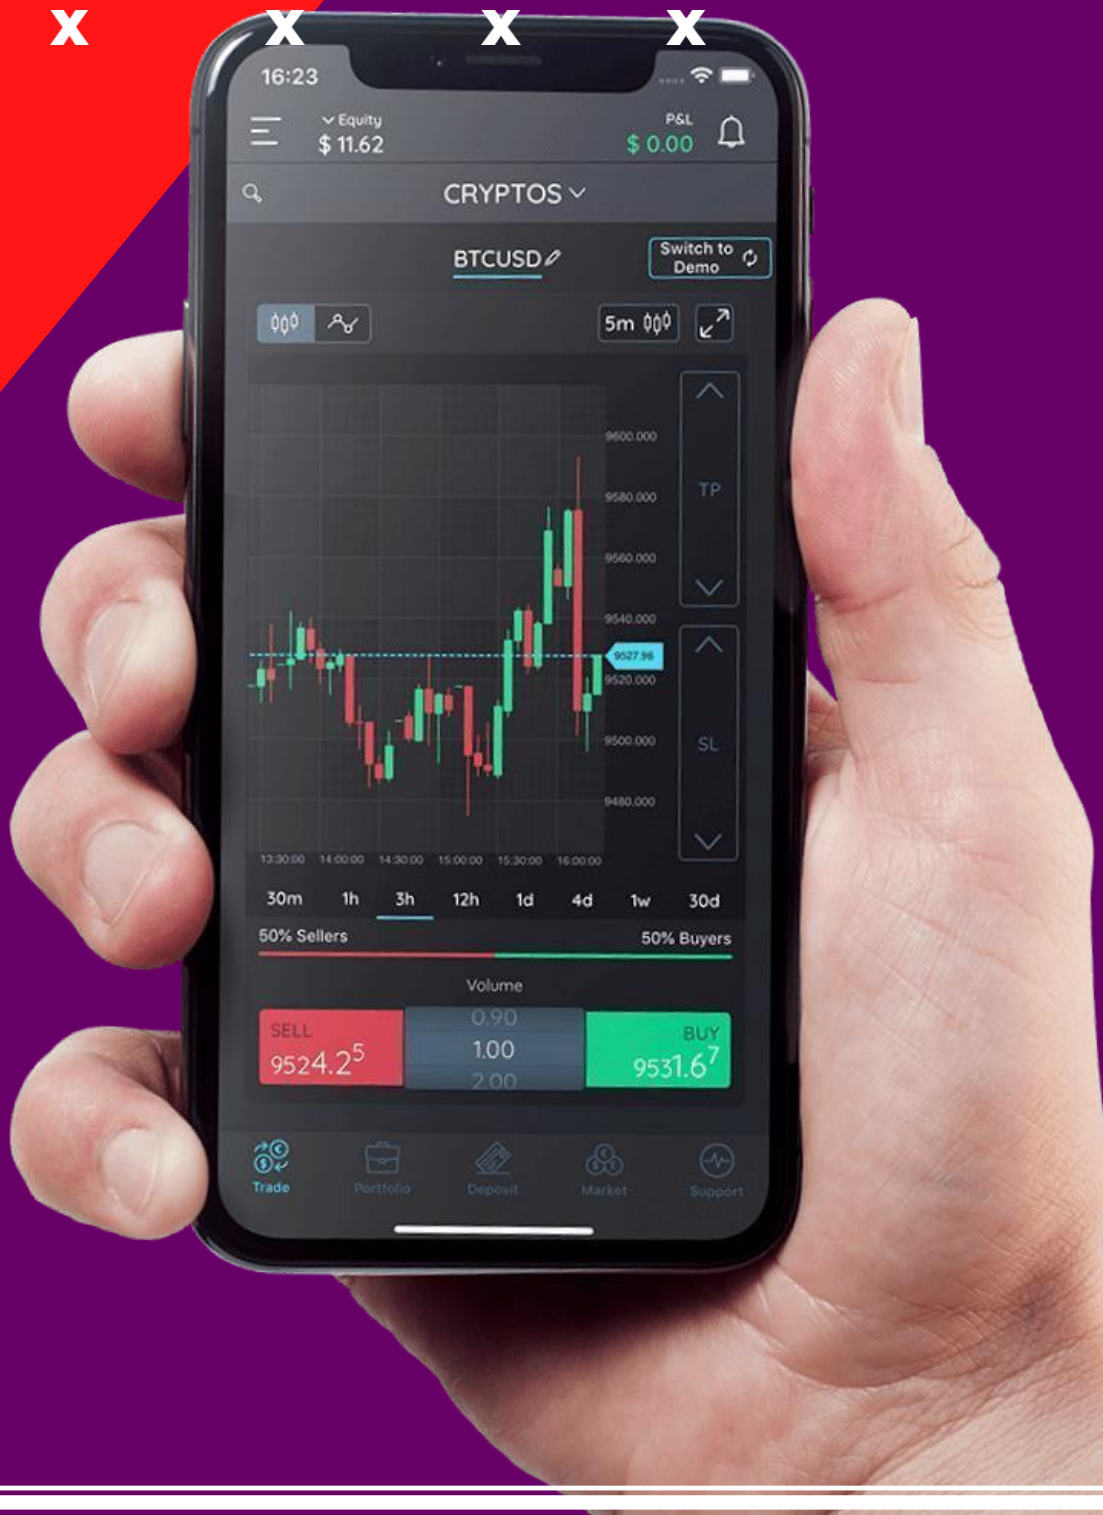 x x x x
16:23
Equity P&L
$ 11.62 $ 0.00
CRYPTOS
BTCUSD
Switch to
Demo
5m
9600.000
9580.000
TP
9560.000
9540.000
9527.96
9520.000
9500.000
SL
9480.000
13:30:00 14:00:00 14:30:00 15:00:00 15:30:00 16:00:00
30m 1h 3h 12h 1d 4d 1w 30d
50% Sellers 50% Buyers
Volume
0.90
SELL BUY
1.00
9524.2⁵ 9531.6⁷
2.00
Trade Portfolio Deposit Market Support